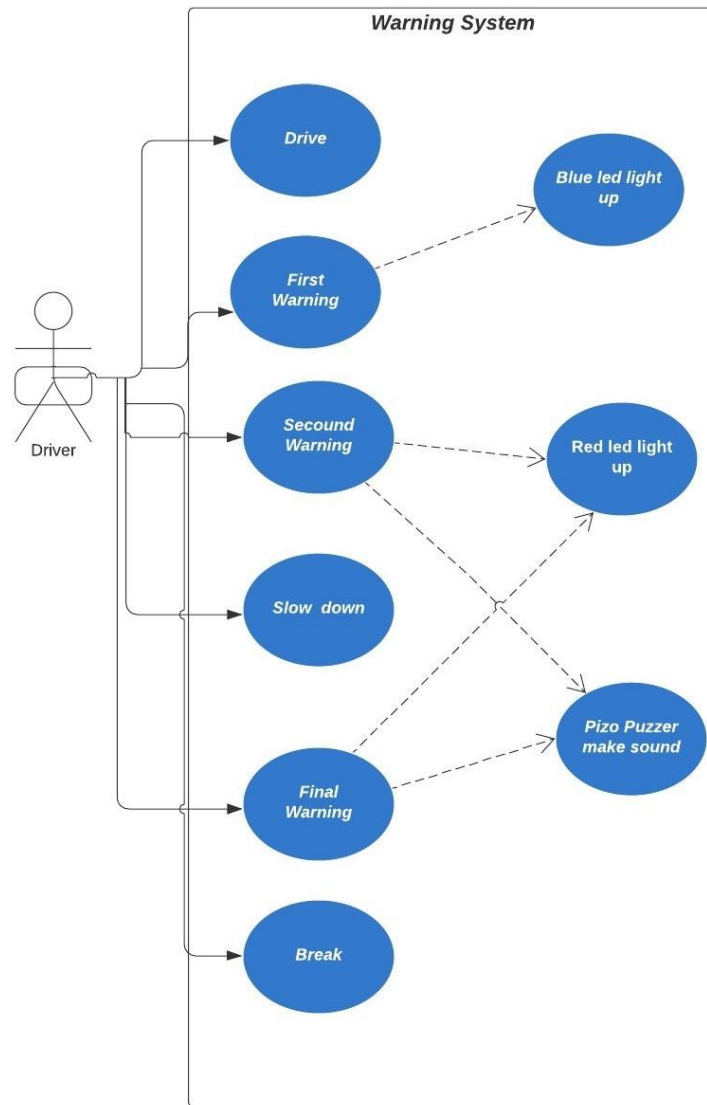 Warning System
Drive
Blue led light
up
First
Warning
Driver
Secound
Warning
Red led light
up
Slow down
Pizo Puzzer
make sound
Final
Warning
Break